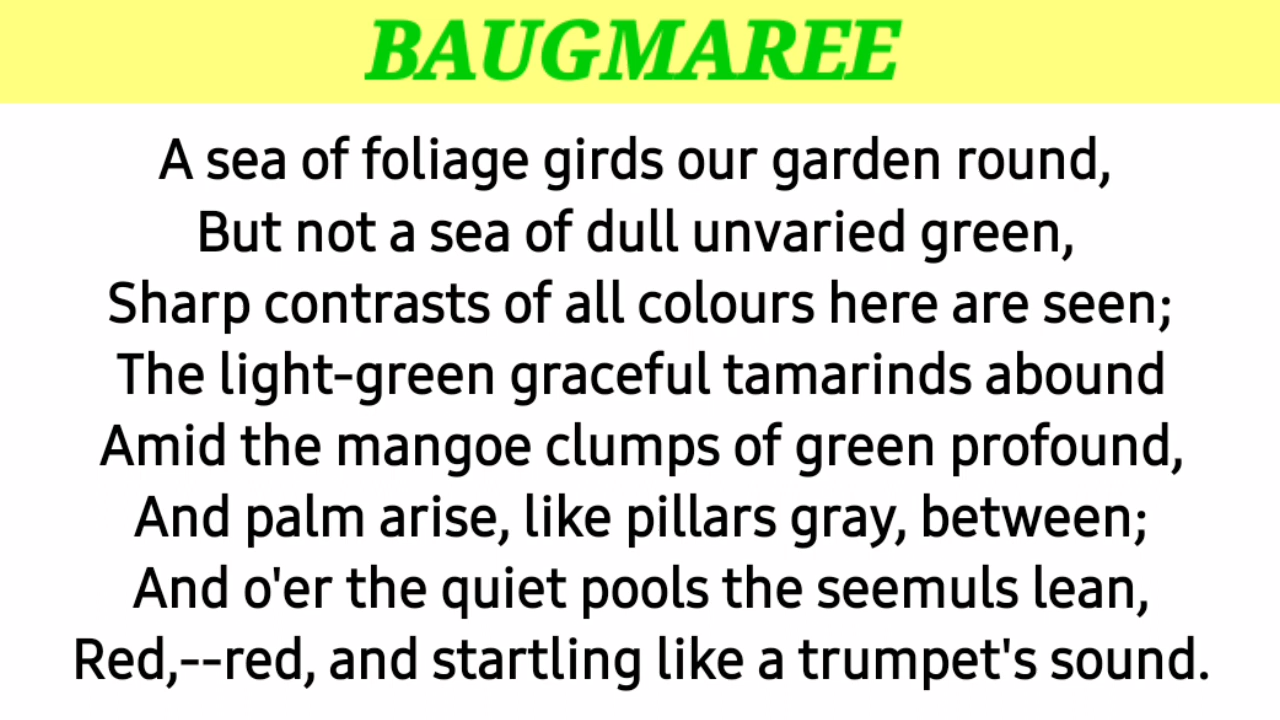 BAUGMAREE
A sea of foliage girds our garden round,
But not a sea of dull unvaried green,
Sharp contrasts of all colours here are seen;
The light-green graceful tamarinds abound
Amid the mangoe clumps of green profound,
And palm arise, like pillars gray, between;
And o'er the quiet pools the seemuls lean,
Red,--red, and startling like a trumpet's sound.